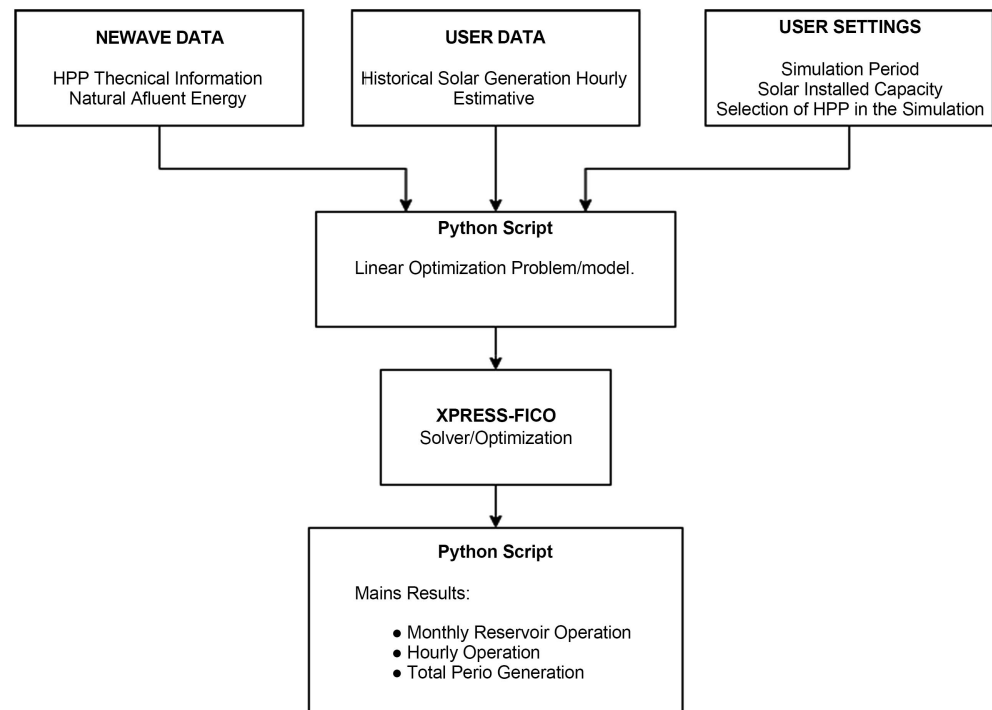 NEWAVE DATA
HPP Thecnical Information
Natural Afluent Energy
USER DATA
Historical Solar Generation Hourly
Estimative
USER SETTINGS
Simulation Period
Solar Installed Capacity
Selection of HPP in the Simulation
Python Script
Linear Optimization Problem/model.
XPRESS-FICO
Solver/Optimization
Python Script
Mains Results:
● Monthly Reservoir Operation
● Hourly Operation
● Total Perio Generation